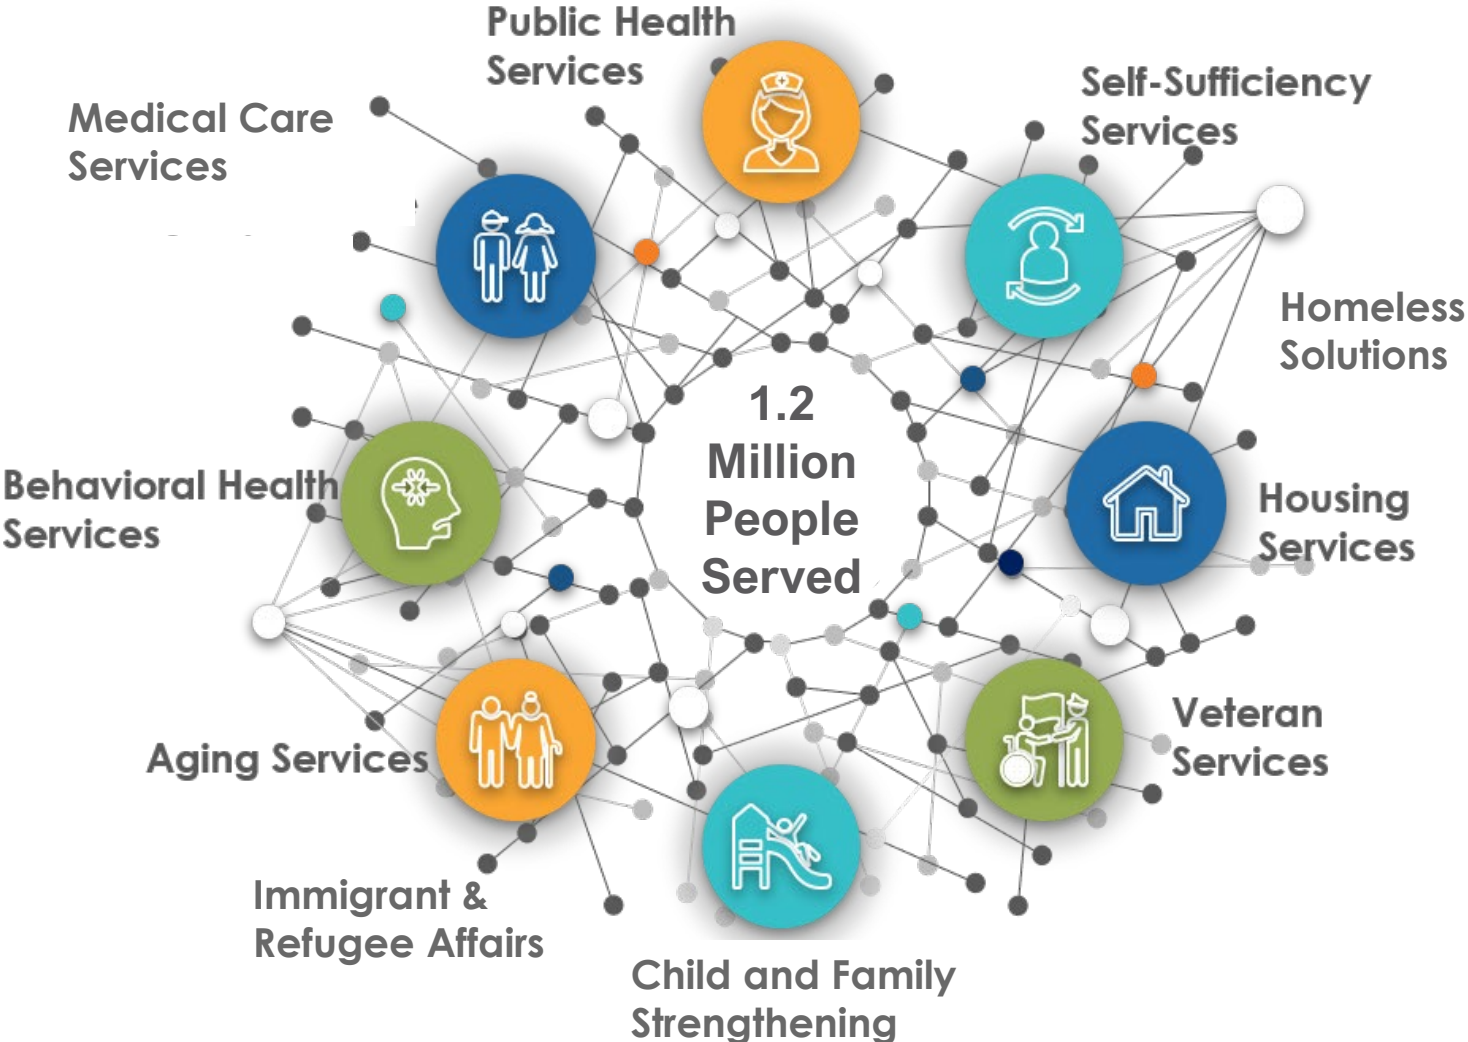 Public Health
Services
Self-Sufficiency
Services
Medical Care
Services
Homeless
Solutions
1.2
Million
People
Served
Behavioral Health
Services
Housing
Services
Veteran
Services
Aging Services
Immigrant &
Refugee Affairs
Child and Family
Strengthening